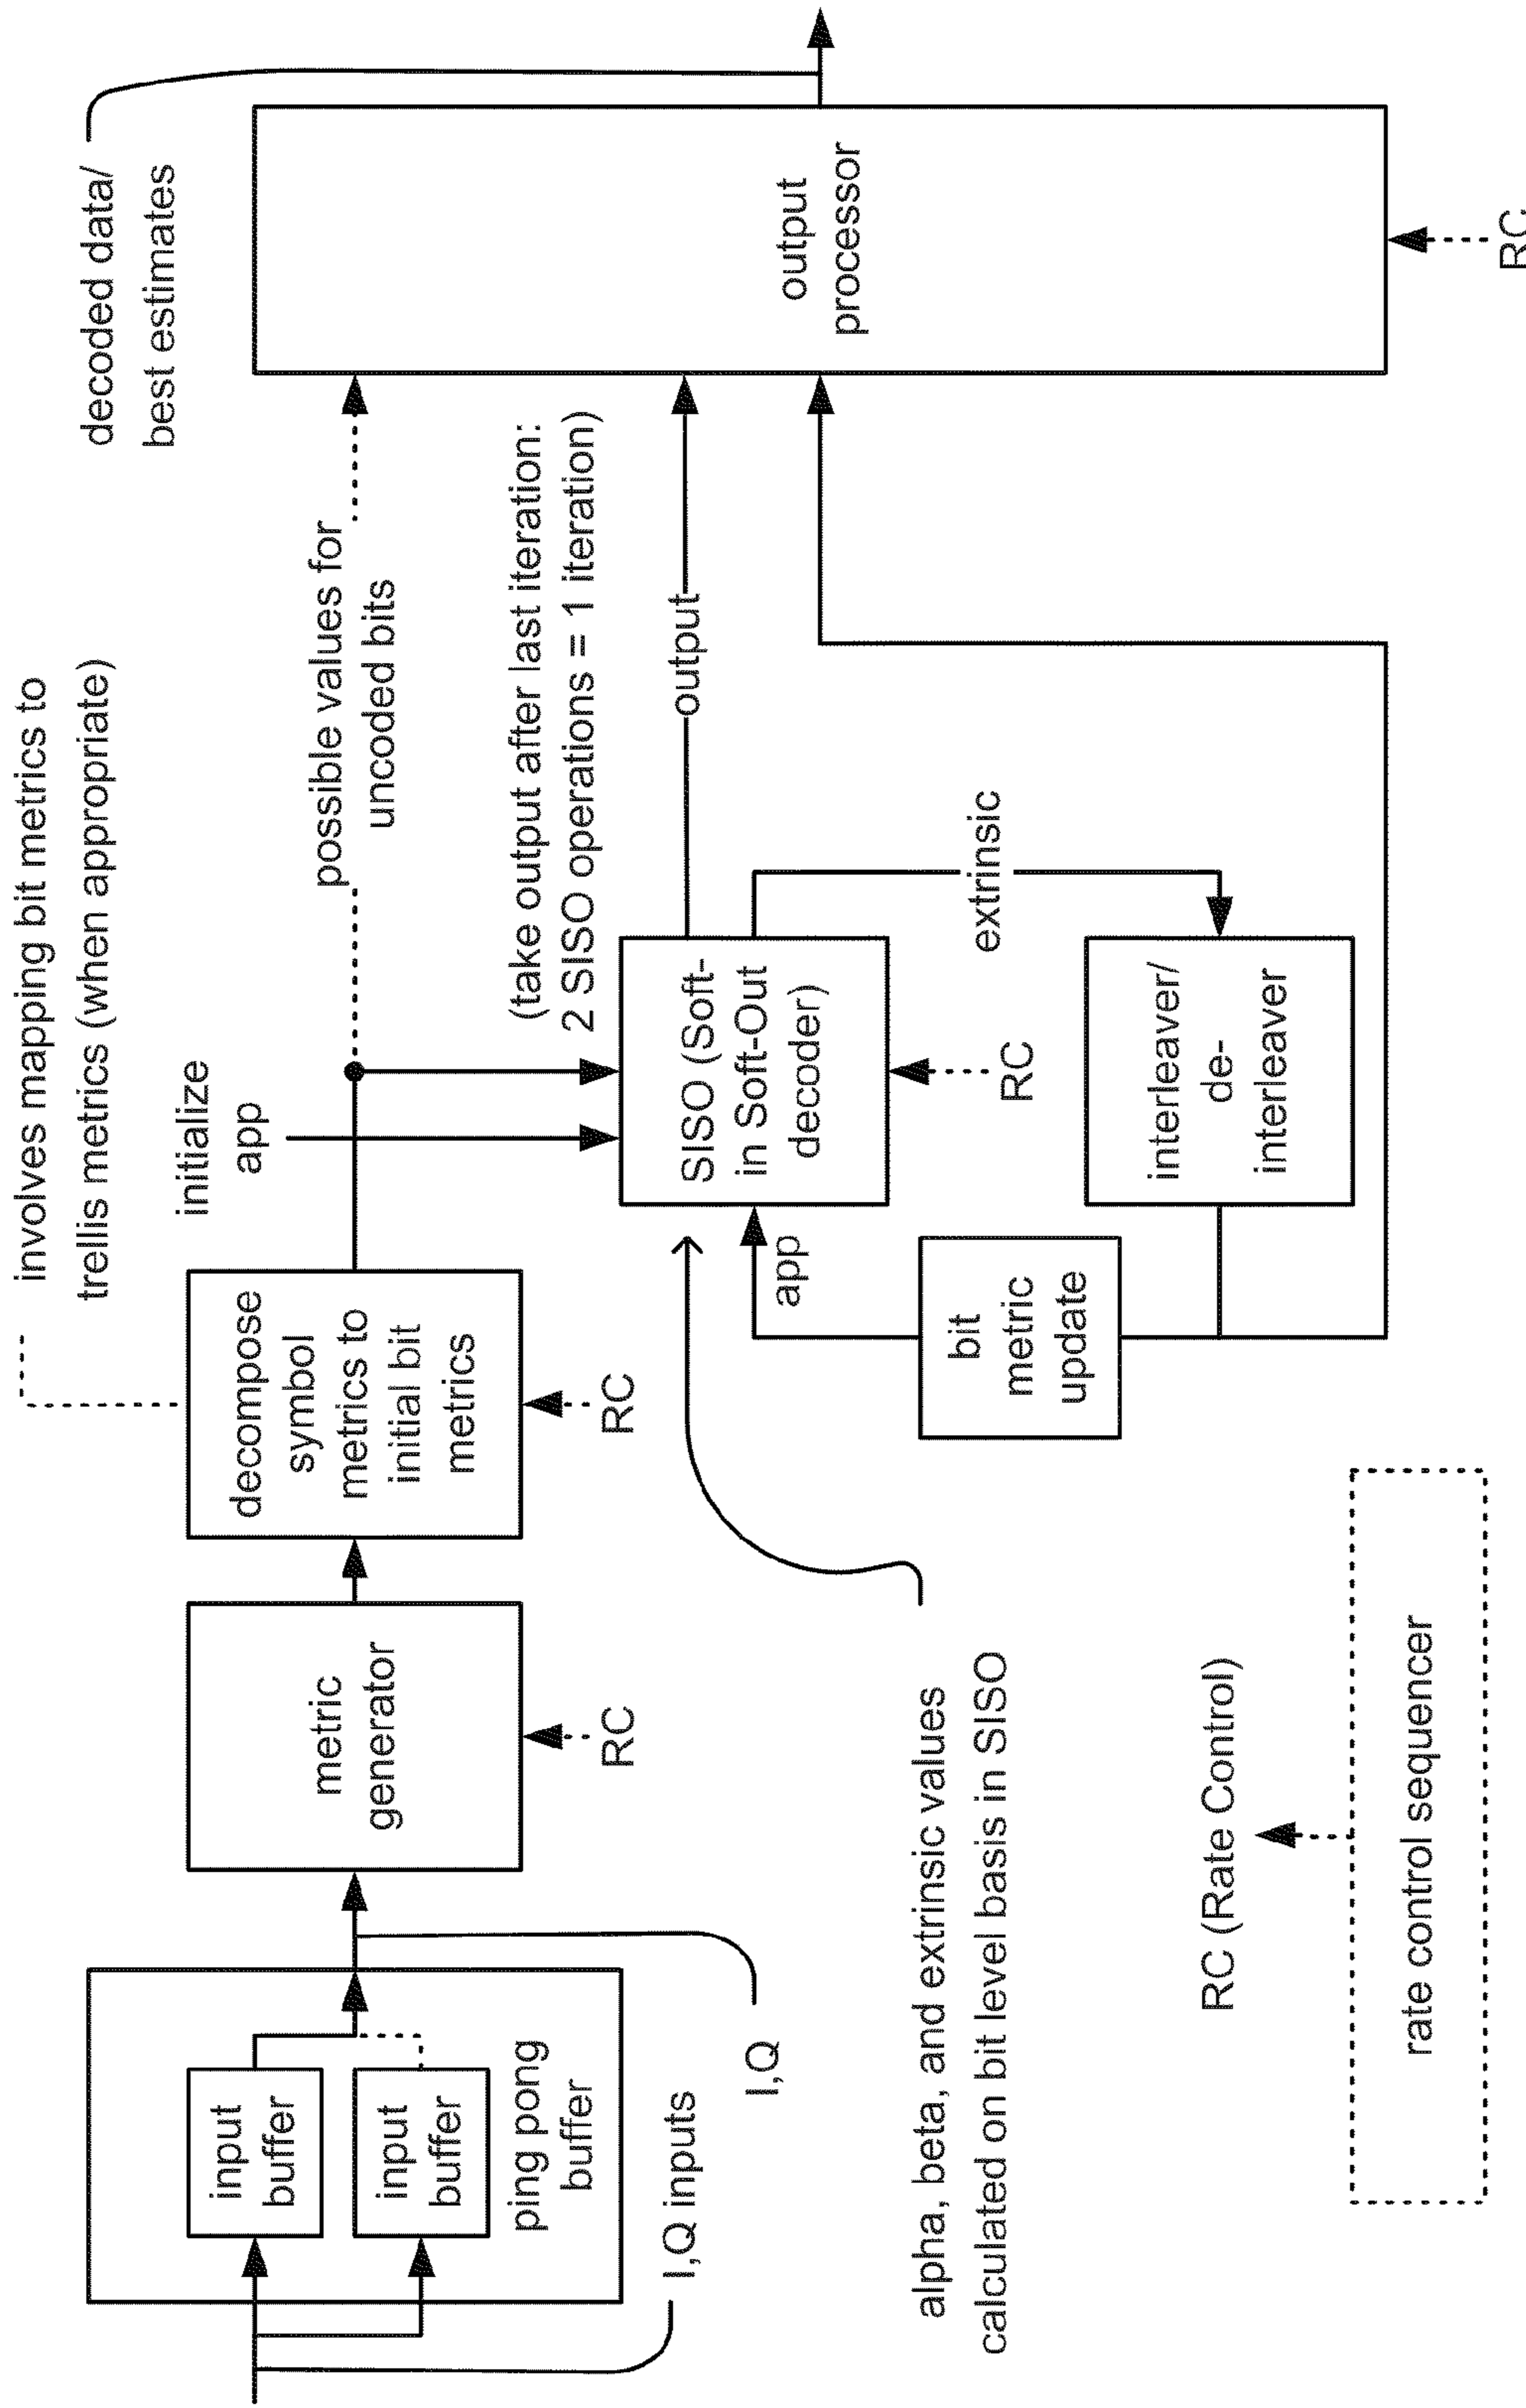 involves mapping bit metrics to
trellis metrics (when appropriate)
decoded data/
best estimates
initialize
app
possible values for
uncoded bits
input
buffer
input
buffer
ping pong
buffer
I,Q inputs
I,Q
metric
generator
RC
decompose
symbol
metrics to
initial bit
metrics
RC
(take output after last iteration:
2 SISO operations = 1 iteration)
output
SISO (Soft-
in Soft-Out
decoder)
RC
app
extrinsic
bit
metric
update
interleaver/
de-
interleaver
output
processor
RC
alpha, beta, and extrinsic values
calculated on bit level basis in SISO
RC (Rate Control)
rate control sequencer